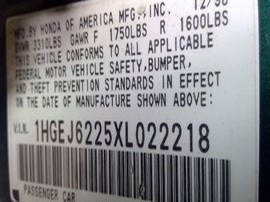 MFD. BY HONDA OF AMERICA MFG., INC. 12/98
GVWR 3310LBS GAWR F 1750LBS R 1600LBS
THIS VEHICLE CONFORMS TO ALL APPLICABLE
FEDERAL MOTOR VEHICLE SAFETY, BUMPER,
AND THEFT PREVENTION STANDARDS IN EFFECT
ON THE DATE OF MANUFACTURE SHOWN ABOVE.
V.I.N. 1HGEJ6225XL022218
PASSENGER CAR